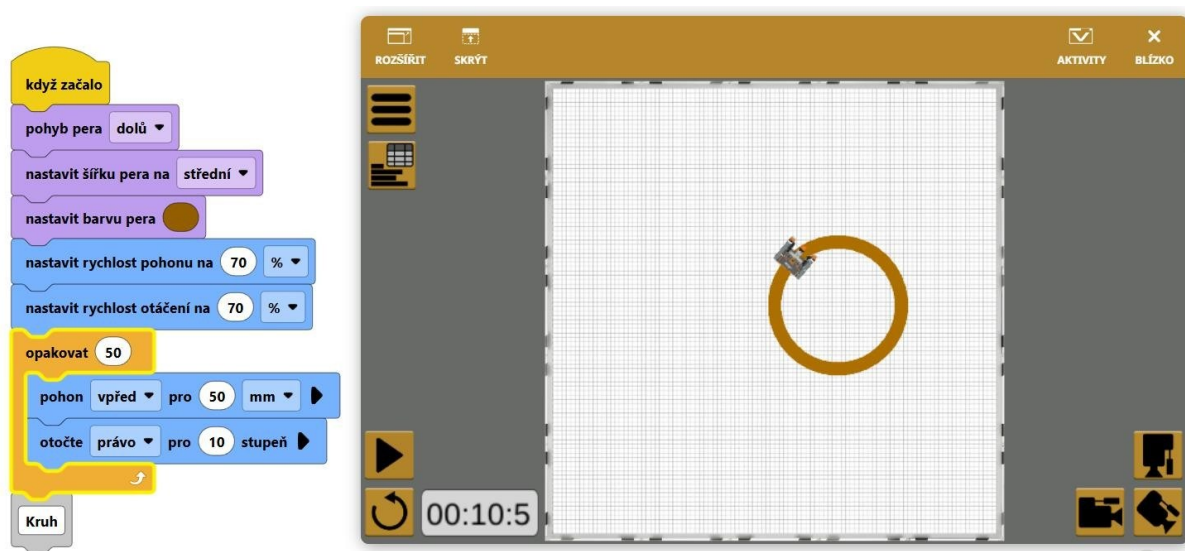 když začalo
pohyb pera dolů
nastavit šířku pera na střední
nastavit barvu pera
nastavit rychlost pohonu na 70 %
nastavit rychlost otáčení na 70 %
opakovat 50
pohon vpřed pro 50 mm
otočte právo pro 10 stupeň
Kruh
ROZŠÍŘIT SKRÝT AKTIVITY BLÍZKO
00:10:5